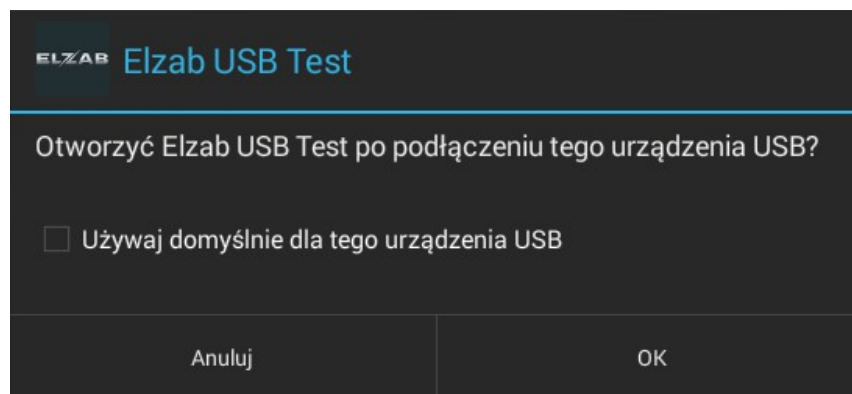 ELZAB Elzab USB Test
Otworzyć Elzab USB Test po podłączeniu tego urządzenia USB?
Używaj domyślnie dla tego urządzenia USB
Anuluj OK